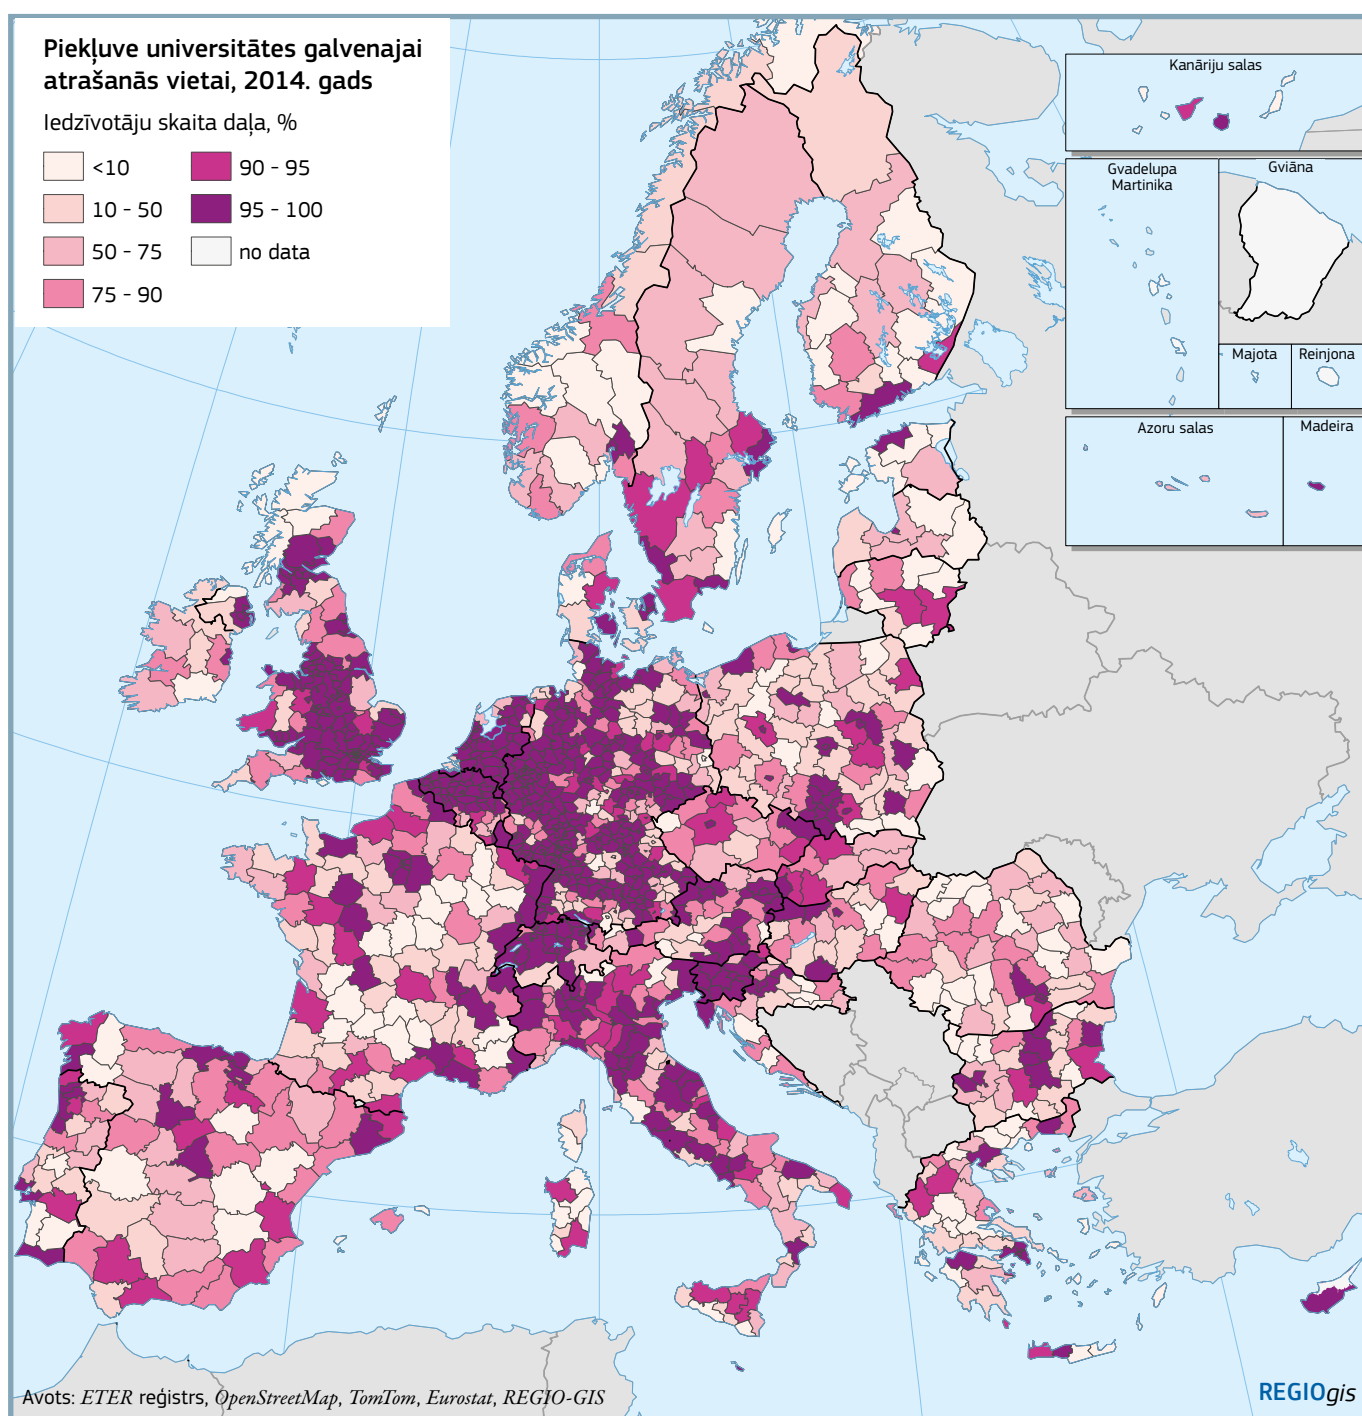 Piekļuve universitātes galvenajai
atrašanās vietai, 2014. gads
Iedzīvotāju skaita daļa, %
<10
10 - 50
50 - 75
75 - 90
90 - 95
95 - 100
no data
Kanāriju salas
Gvadelupa
Martinika
Gviāna
Majota
Reinjona
Azoru salas
Madeira
Avots: ETER reģistrs, OpenStreetMap, TomTom, Eurostat, REGIO-GIS
REGIOgis